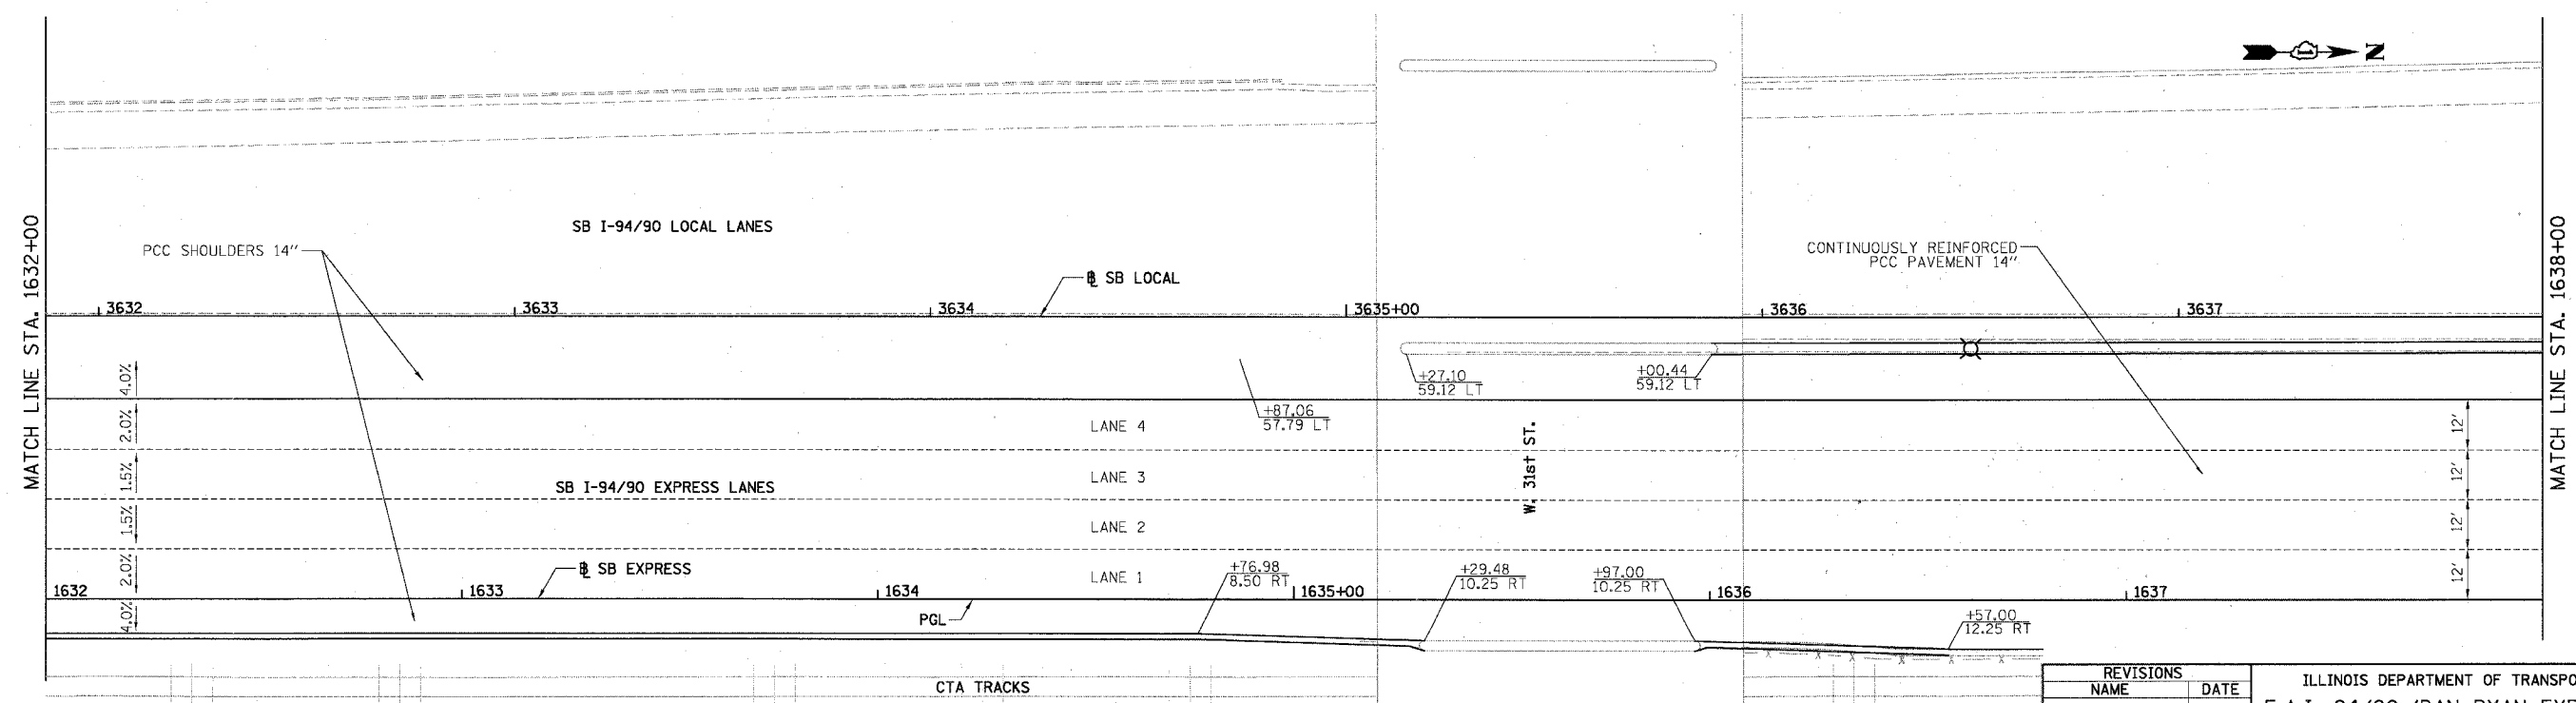 N
MATCH LINE STA. 1632+00
MATCH LINE STA. 1638+00
SB I-94/90 LOCAL LANES
PCC SHOULDERS 14"
CONTINUOUSLY REINFORCED
PCC PAVEMENT 14"
SB LOCAL
3632
3633
3634
3635+00
3636
3637
+27.10
59.12 LT
+00.44
59.12 LT
4.0%
+87.06
57.79 LT
2.0%
LANE 4
12'
W. 31st ST.
1.5%
LANE 3
12'
SB I-94/90 EXPRESS LANES
1.5%
LANE 2
12'
2.0%
SB EXPRESS
LANE 1
12'
+76.98
8.50 RT
+29.48
10.25 RT
+97.00
10.25 RT
1632
1633
1634
1635+00
1636
1637
4.0%
PGL
+57.00
12.25 RT
CTA TRACKS
REVISIONS
NAME
DATE
ILLINOIS DEPARTMENT OF TRANSPO